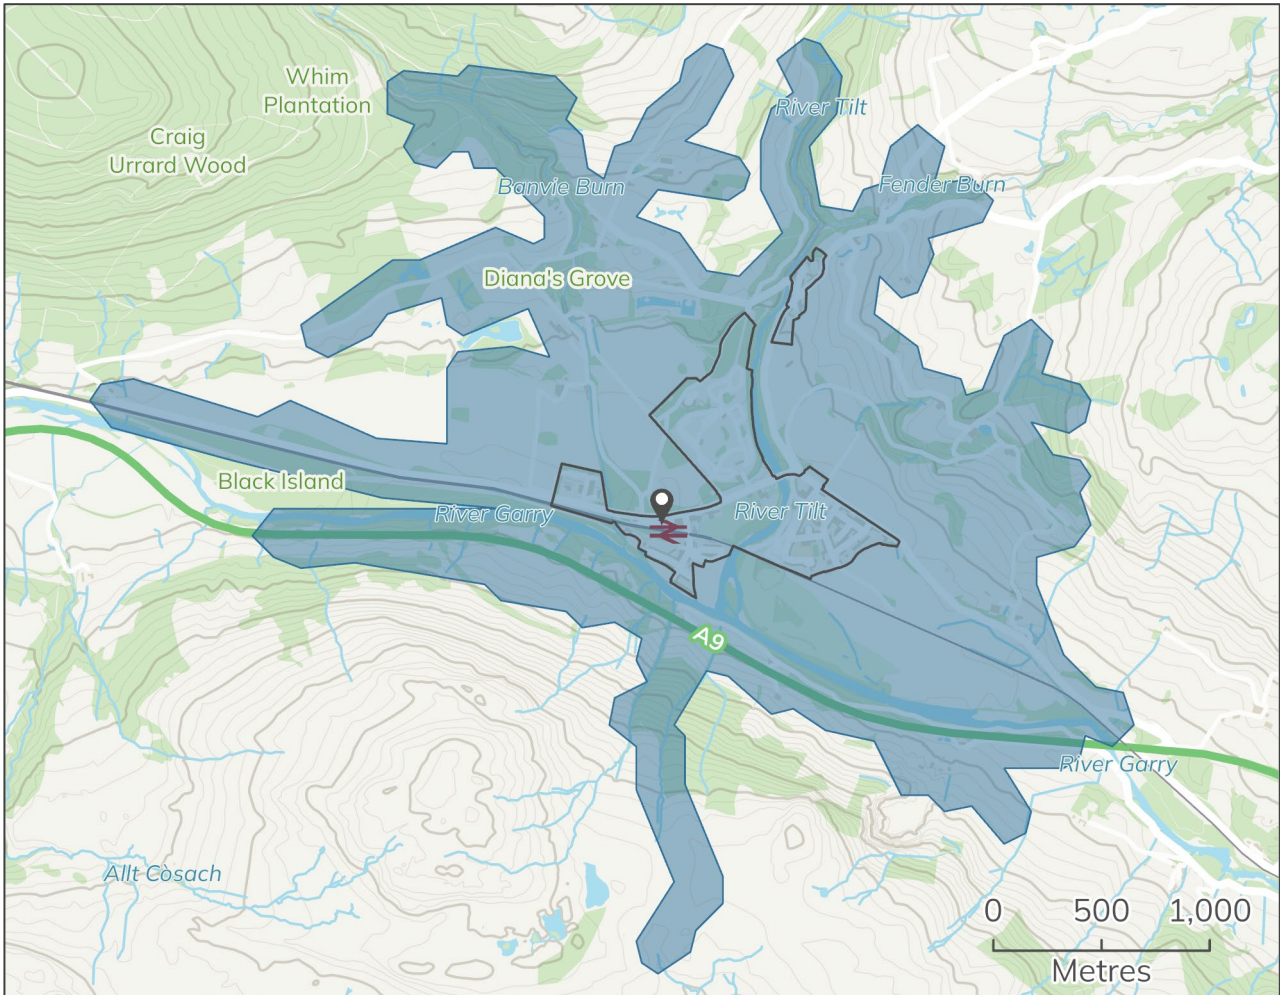 Whim
Plantation
Craig
Urrard Wood
River Tilt
Banvie Burn
Fender Burn
Diana's Grove
Black Island
River Garry
River Tilt
A9
River Garry
Allt Còsach
0 500 1,000
Metres